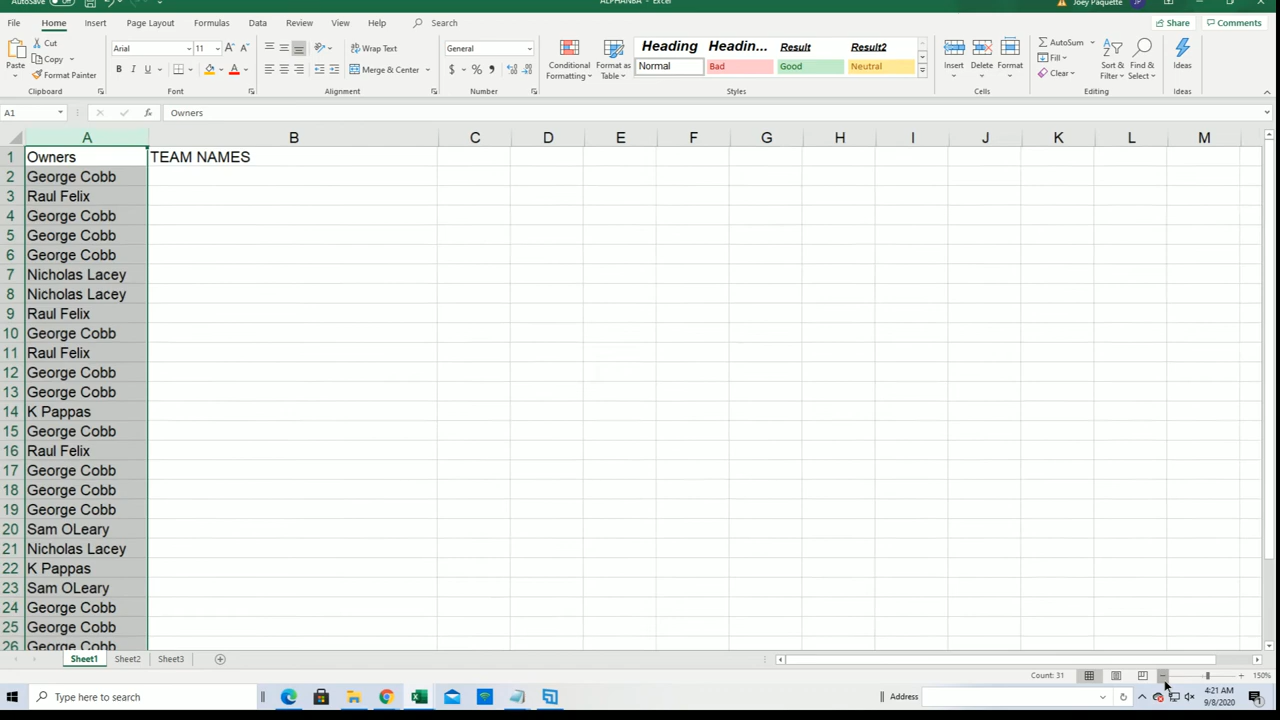 AutoSave Off ALPHANBA - Excel Joey Paquette JP
File Home Insert Page Layout Formulas Data Review View Help Search Share Comments
Paste Cut Copy Format Painter Clipboard
Arial 11 A A B I U A Font
Wrap Text Merge & Center Alignment
General $ % , Number
Conditional Formatting Format as Table
Heading Headin... Result Result2
Normal Bad Good Neutral
Styles
Insert Delete Format Cells
AutoSum Fill Clear Sort & Filter Find & Select Editing
Ideas Ideas
A1 fx Owners
A B C D E F G H I J K L M
1 Owners TEAM NAMES
2 George Cobb
3 Raul Felix
4 George Cobb
5 George Cobb
6 George Cobb
7 Nicholas Lacey
8 Nicholas Lacey
9 Raul Felix
10 George Cobb
11 Raul Felix
12 George Cobb
13 George Cobb
14 K Pappas
15 George Cobb
16 Raul Felix
17 George Cobb
18 George Cobb
19 George Cobb
20 Sam OLeary
21 Nicholas Lacey
22 K Pappas
23 Sam OLeary
24 George Cobb
25 George Cobb
26 George Cobb
Sheet1 Sheet2 Sheet3
Count: 31 150%
Type here to search Address 4:21 AM
9/8/2020